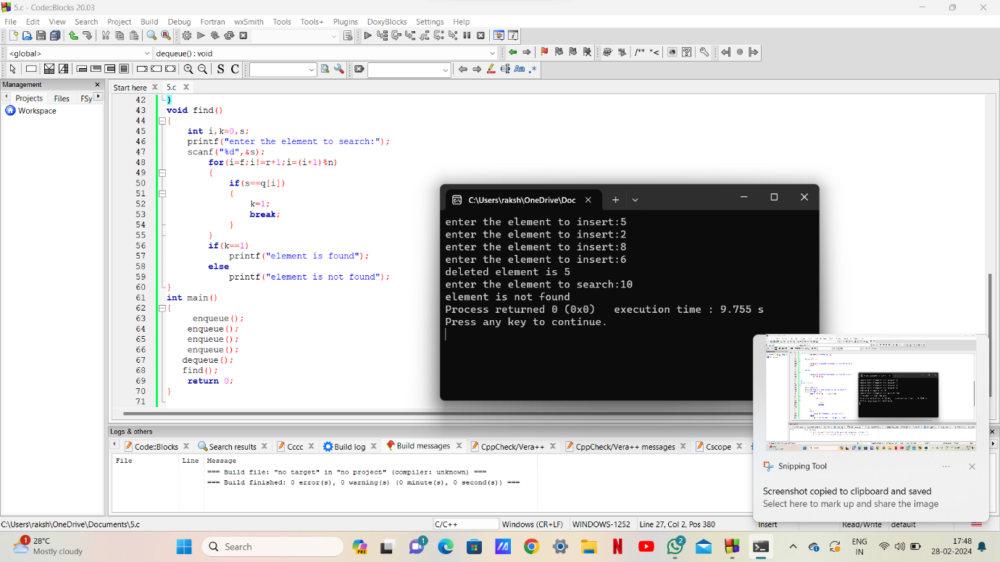 5.c - Code::Blocks 20.03
File Edit View Search Project Build Debug Fortran wxSmith Tools Tools+ Plugins DoxyBlocks Settings Help
<global> dequeue() : void
/** *<
S C Aa .*
Management
Projects Files FSy
Workspace
Start here 5.c
42 }
43 void find()
44 {
45 int i,k=0,s;
46 printf("enter the element to search:");
47 scanf("%d",&s);
48 for(i=f;i!=r+1;i=(i+1)%n)
49 {
50 if(s==q[i])
51 {
52 k=1;
53 break;
54 }
55 }
56 if(k==1)
57 printf("element is found");
58 else
59 printf("element is not found");
60 }
61 int main()
62 {
63 enqueue();
64 enqueue();
65 enqueue();
66 enqueue();
67 dequeue();
68 find();
69 return 0;
70 }
71
C:\Users\raksh\OneDrive\Doc
enter the element to insert:5
enter the element to insert:2
enter the element to insert:8
enter the element to insert:6
deleted element is 5
enter the element to search:10
element is not found
Process returned 0 (0x0) execution time : 9.755 s
Press any key to continue.
Snipping Tool
Screenshot copied to clipboard and saved
Select here to mark up and share the image
Logs & others
Code::Blocks Search results Cccc Build log Build messages CppCheck/Vera++ CppCheck/Vera++ messages Cscope
File Line Message
=== Build file: "no target" in "no project" (compiler: unknown) ===
=== Build finished: 0 error(s), 0 warning(s) (0 minute(s), 0 second(s)) ===
C:\Users\raksh\OneDrive\Documents\5.c C/C++ Windows (CR+LF) WINDOWS-1252 Line 27, Col 2, Pos 380 Insert Read/Write default
1
28°C
Mostly cloudy
Search
PRE
1
2
ENG
IN
17:48
28-02-2024